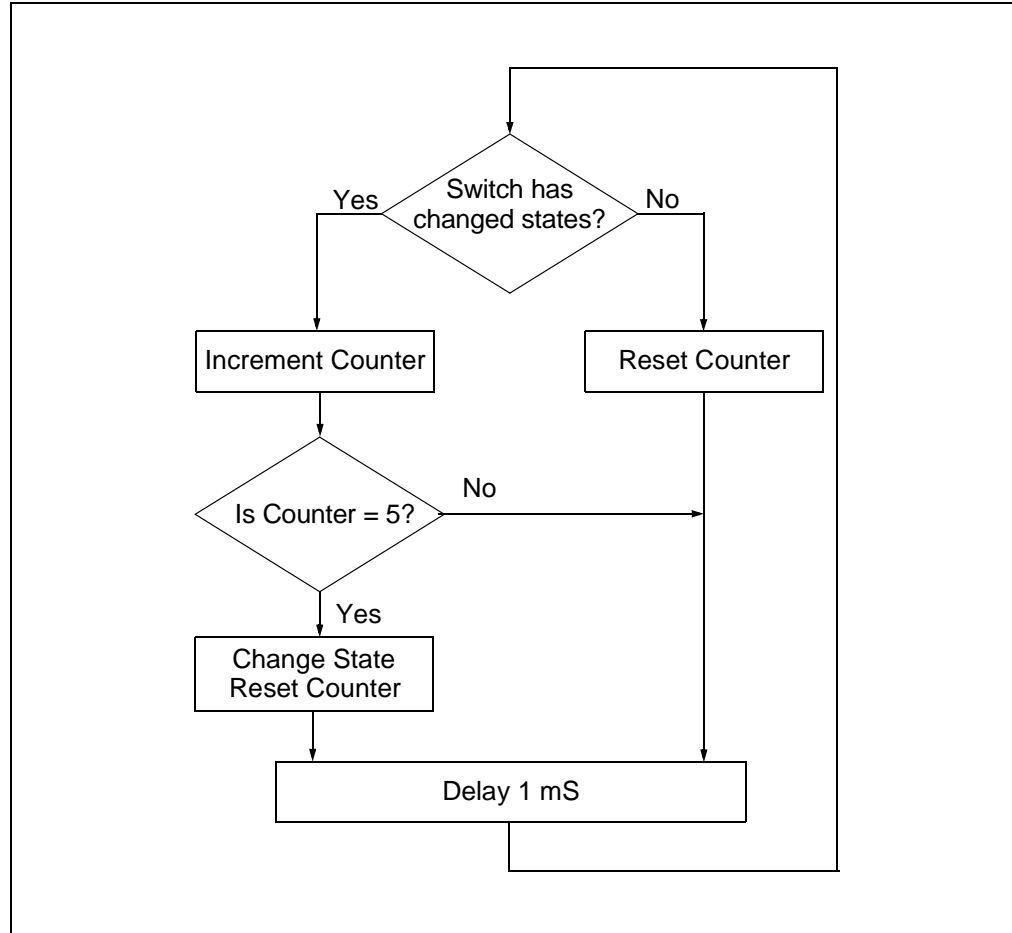 Switch has
changed states?
Yes
No
Increment Counter
Reset Counter
Is Counter = 5?
No
Yes
Change State
Reset Counter
Delay 1 mS